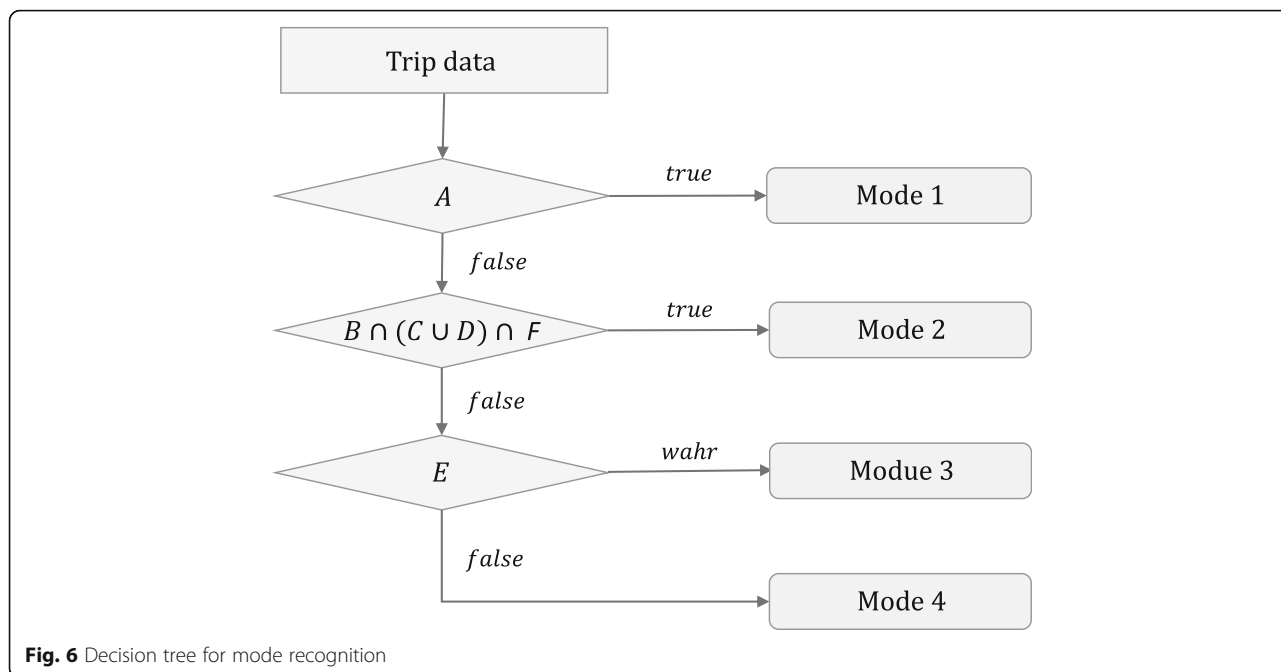 Trip data
A
true
Mode 1
false
B ∩ (C ∪ D) ∩ F
true
Mode 2
false
E
wahr
Modue 3
false
Mode 4
Fig. 6 Decision tree for mode recognition